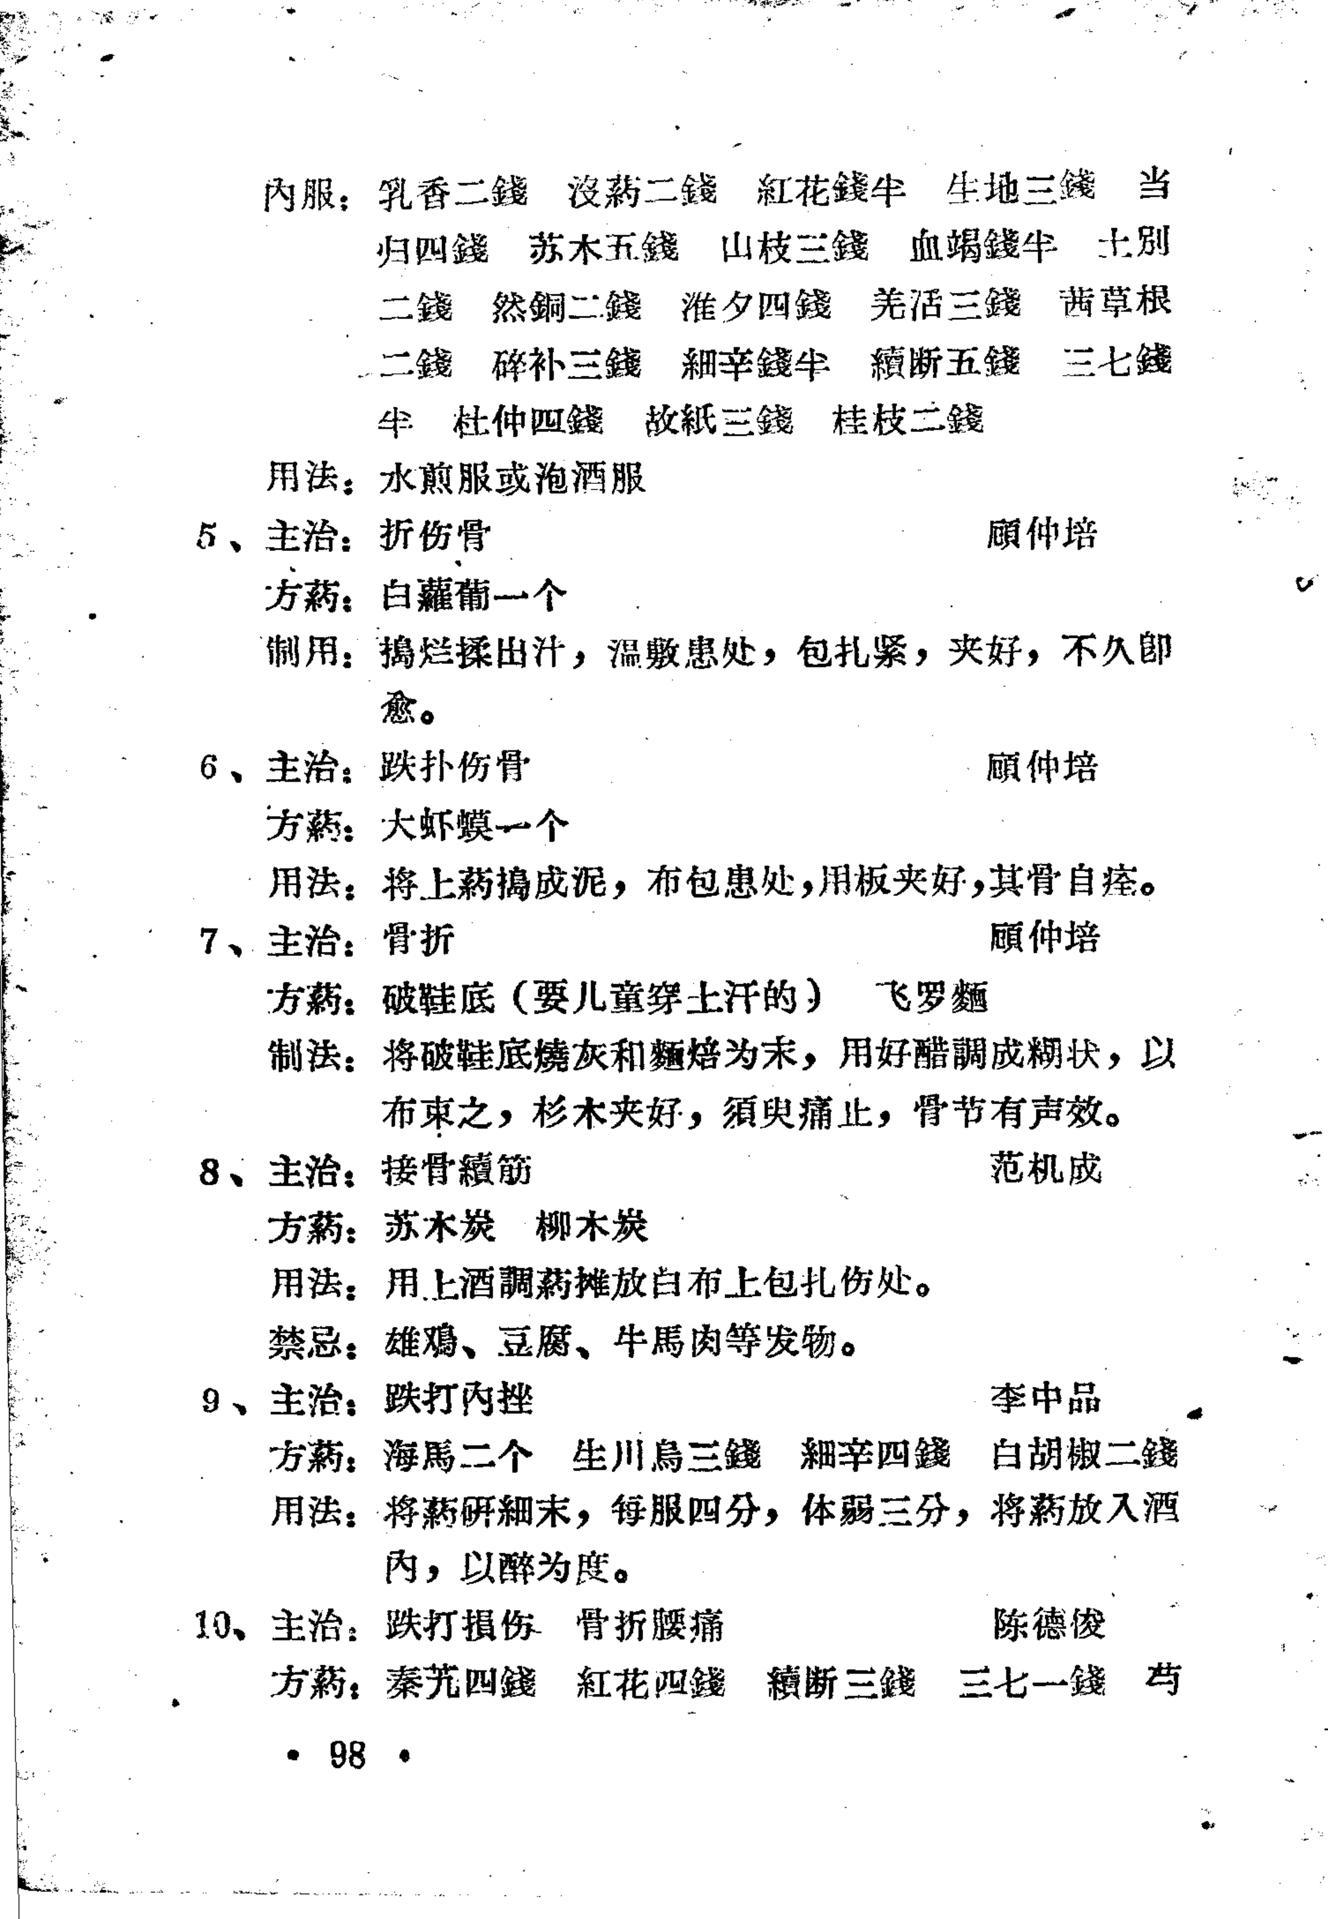 內服：乳香二錢　沒葯二錢　紅花錢半　生地三錢　当
归四錢　苏木五錢　山枝三錢　血竭錢半　土別
二錢　然銅二錢　淮夕四錢　羌活三錢　茜草根
二錢　碎补三錢　細辛錢半　續断五錢　三七錢
半　杜仲四錢　故紙三錢　桂枝二錢
用法：水煎服或泡酒服
5、主治：折伤骨　顧仲培
方葯：白蘿蔔一个
制用：搗烂揉出汁，温敷患处，包扎紧，夹好，不久即
愈。
6、主治：跌扑伤骨　顧仲培
方葯：大虾蟆一个
用法：将上葯搗成泥，布包患处，用板夹好，其骨自痊。
7、主治：骨折　顧仲培
方葯：破鞋底（要儿童穿上汗的）　飞罗麵
制法：将破鞋底燒灰和麵焙为末，用好醋調成糊状，以
布束之，杉木夹好，須臾痛止，骨节有声效。
8、主治：接骨續筋　范机成
方葯：苏木炭　柳木炭
用法：用上酒調葯摊放白布上包扎伤处。
禁忌：雄鸡、豆腐、牛馬肉等发物。
9、主治：跌打內挫　李中品
方葯：海馬二个　生川烏三錢　細辛四錢　白胡椒二錢
用法：将葯研細末，每服四分，体弱三分，将葯放入酒
內，以醉为度。
10、主治：跌打損伤　骨折腰痛　陈德俊
方葯：秦艽四錢　紅花四錢　續断三錢　三七一錢　芍
• 98 •